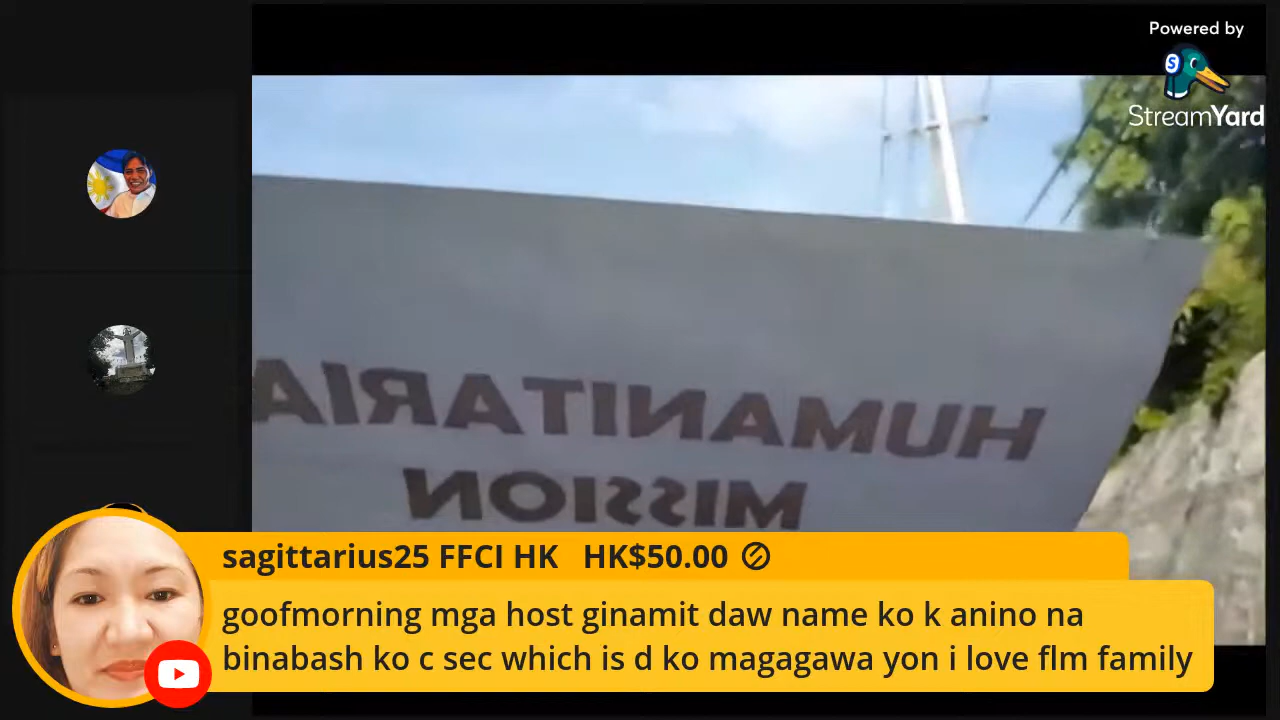 Powered by
StreamYard
HUMANITARIA
MISSION
sagittarius25 FFCI HK HK$50.00
goofmorning mga host ginamit daw name ko k anino na
binabash ko c sec which is d ko magagawa yon i love flm family